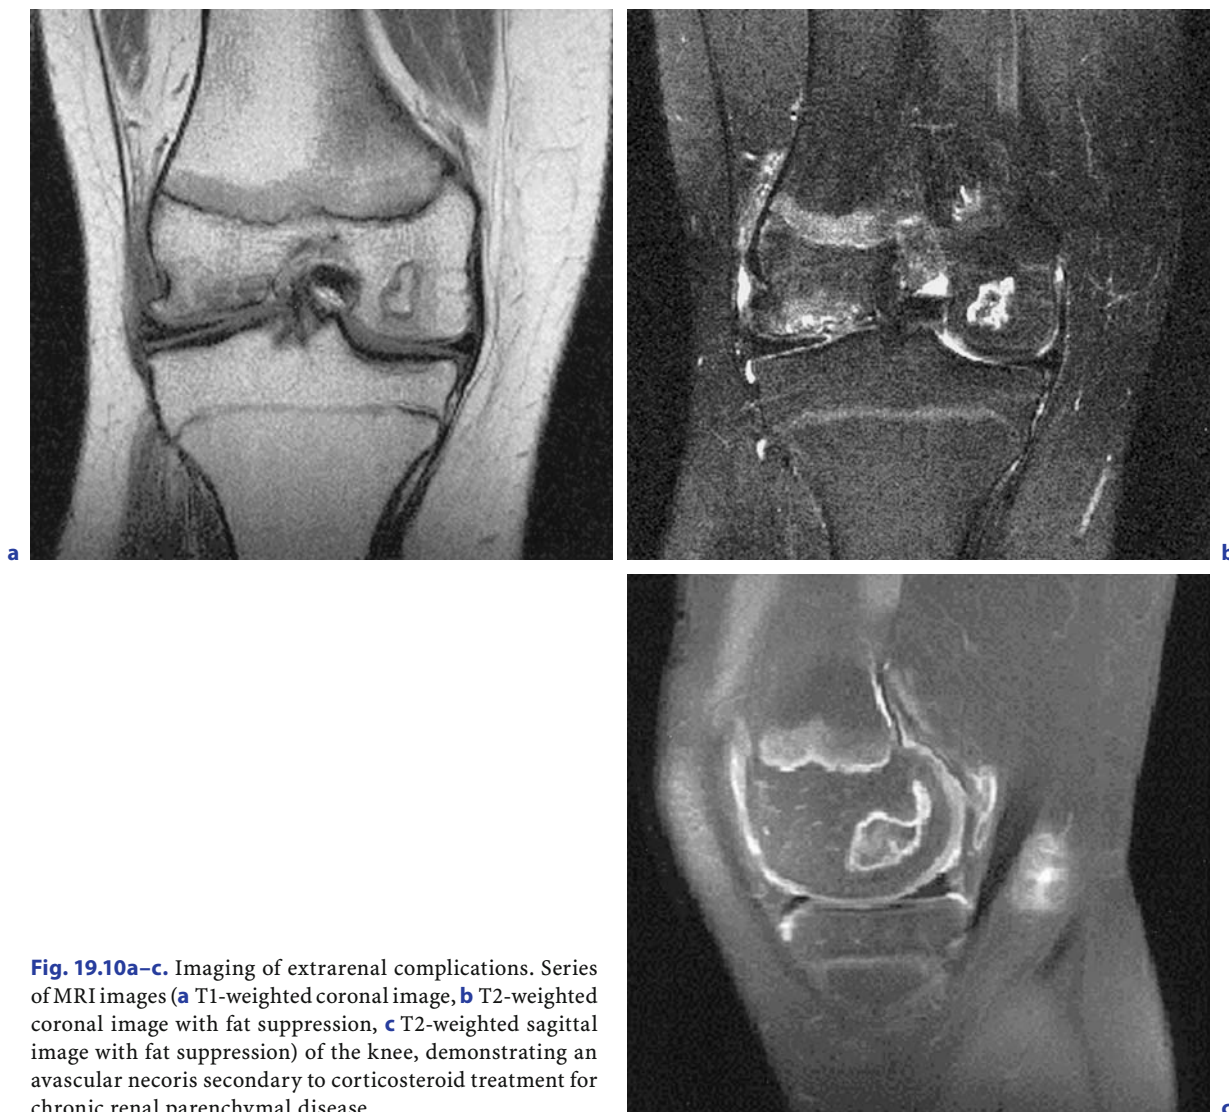 a
b
Fig. 19.10a–c. Imaging of extrarenal complications. Series
of MRI images (a T1-weighted coronal image, b T2-weighted
coronal image with fat suppression, c T2-weighted sagittal
image with fat suppression) of the knee, demonstrating an
avascular necoris secondary to corticosteroid treatment for
chronic renal parenchymal disease
c